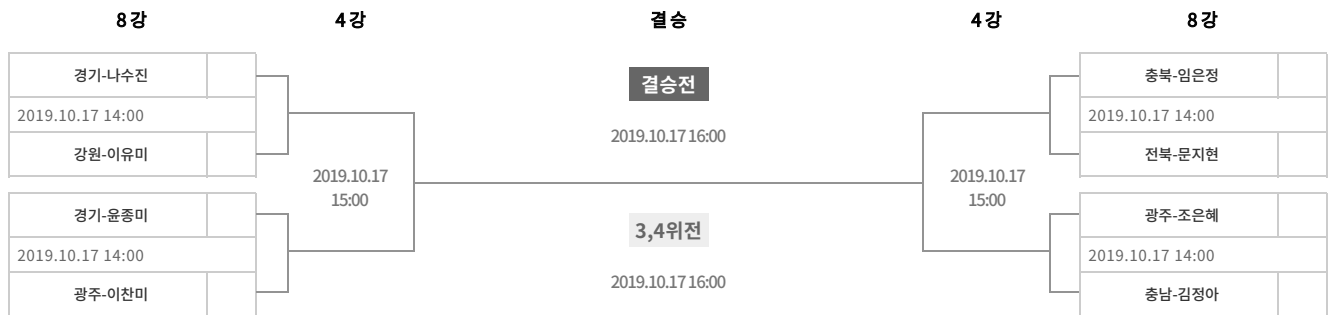 8강
4강
결승
4강
8강
경기-나수진
2019.10.17 14:00
강원-이유미
경기-윤종미
2019.10.17 14:00
광주-이찬미
2019.10.17
15:00
결승전
2019.10.17 16:00
3,4위전
2019.10.17 16:00
2019.10.17
15:00
충북-임은정
2019.10.17 14:00
전북-문지현
광주-조은혜
2019.10.17 14:00
충남-김정아